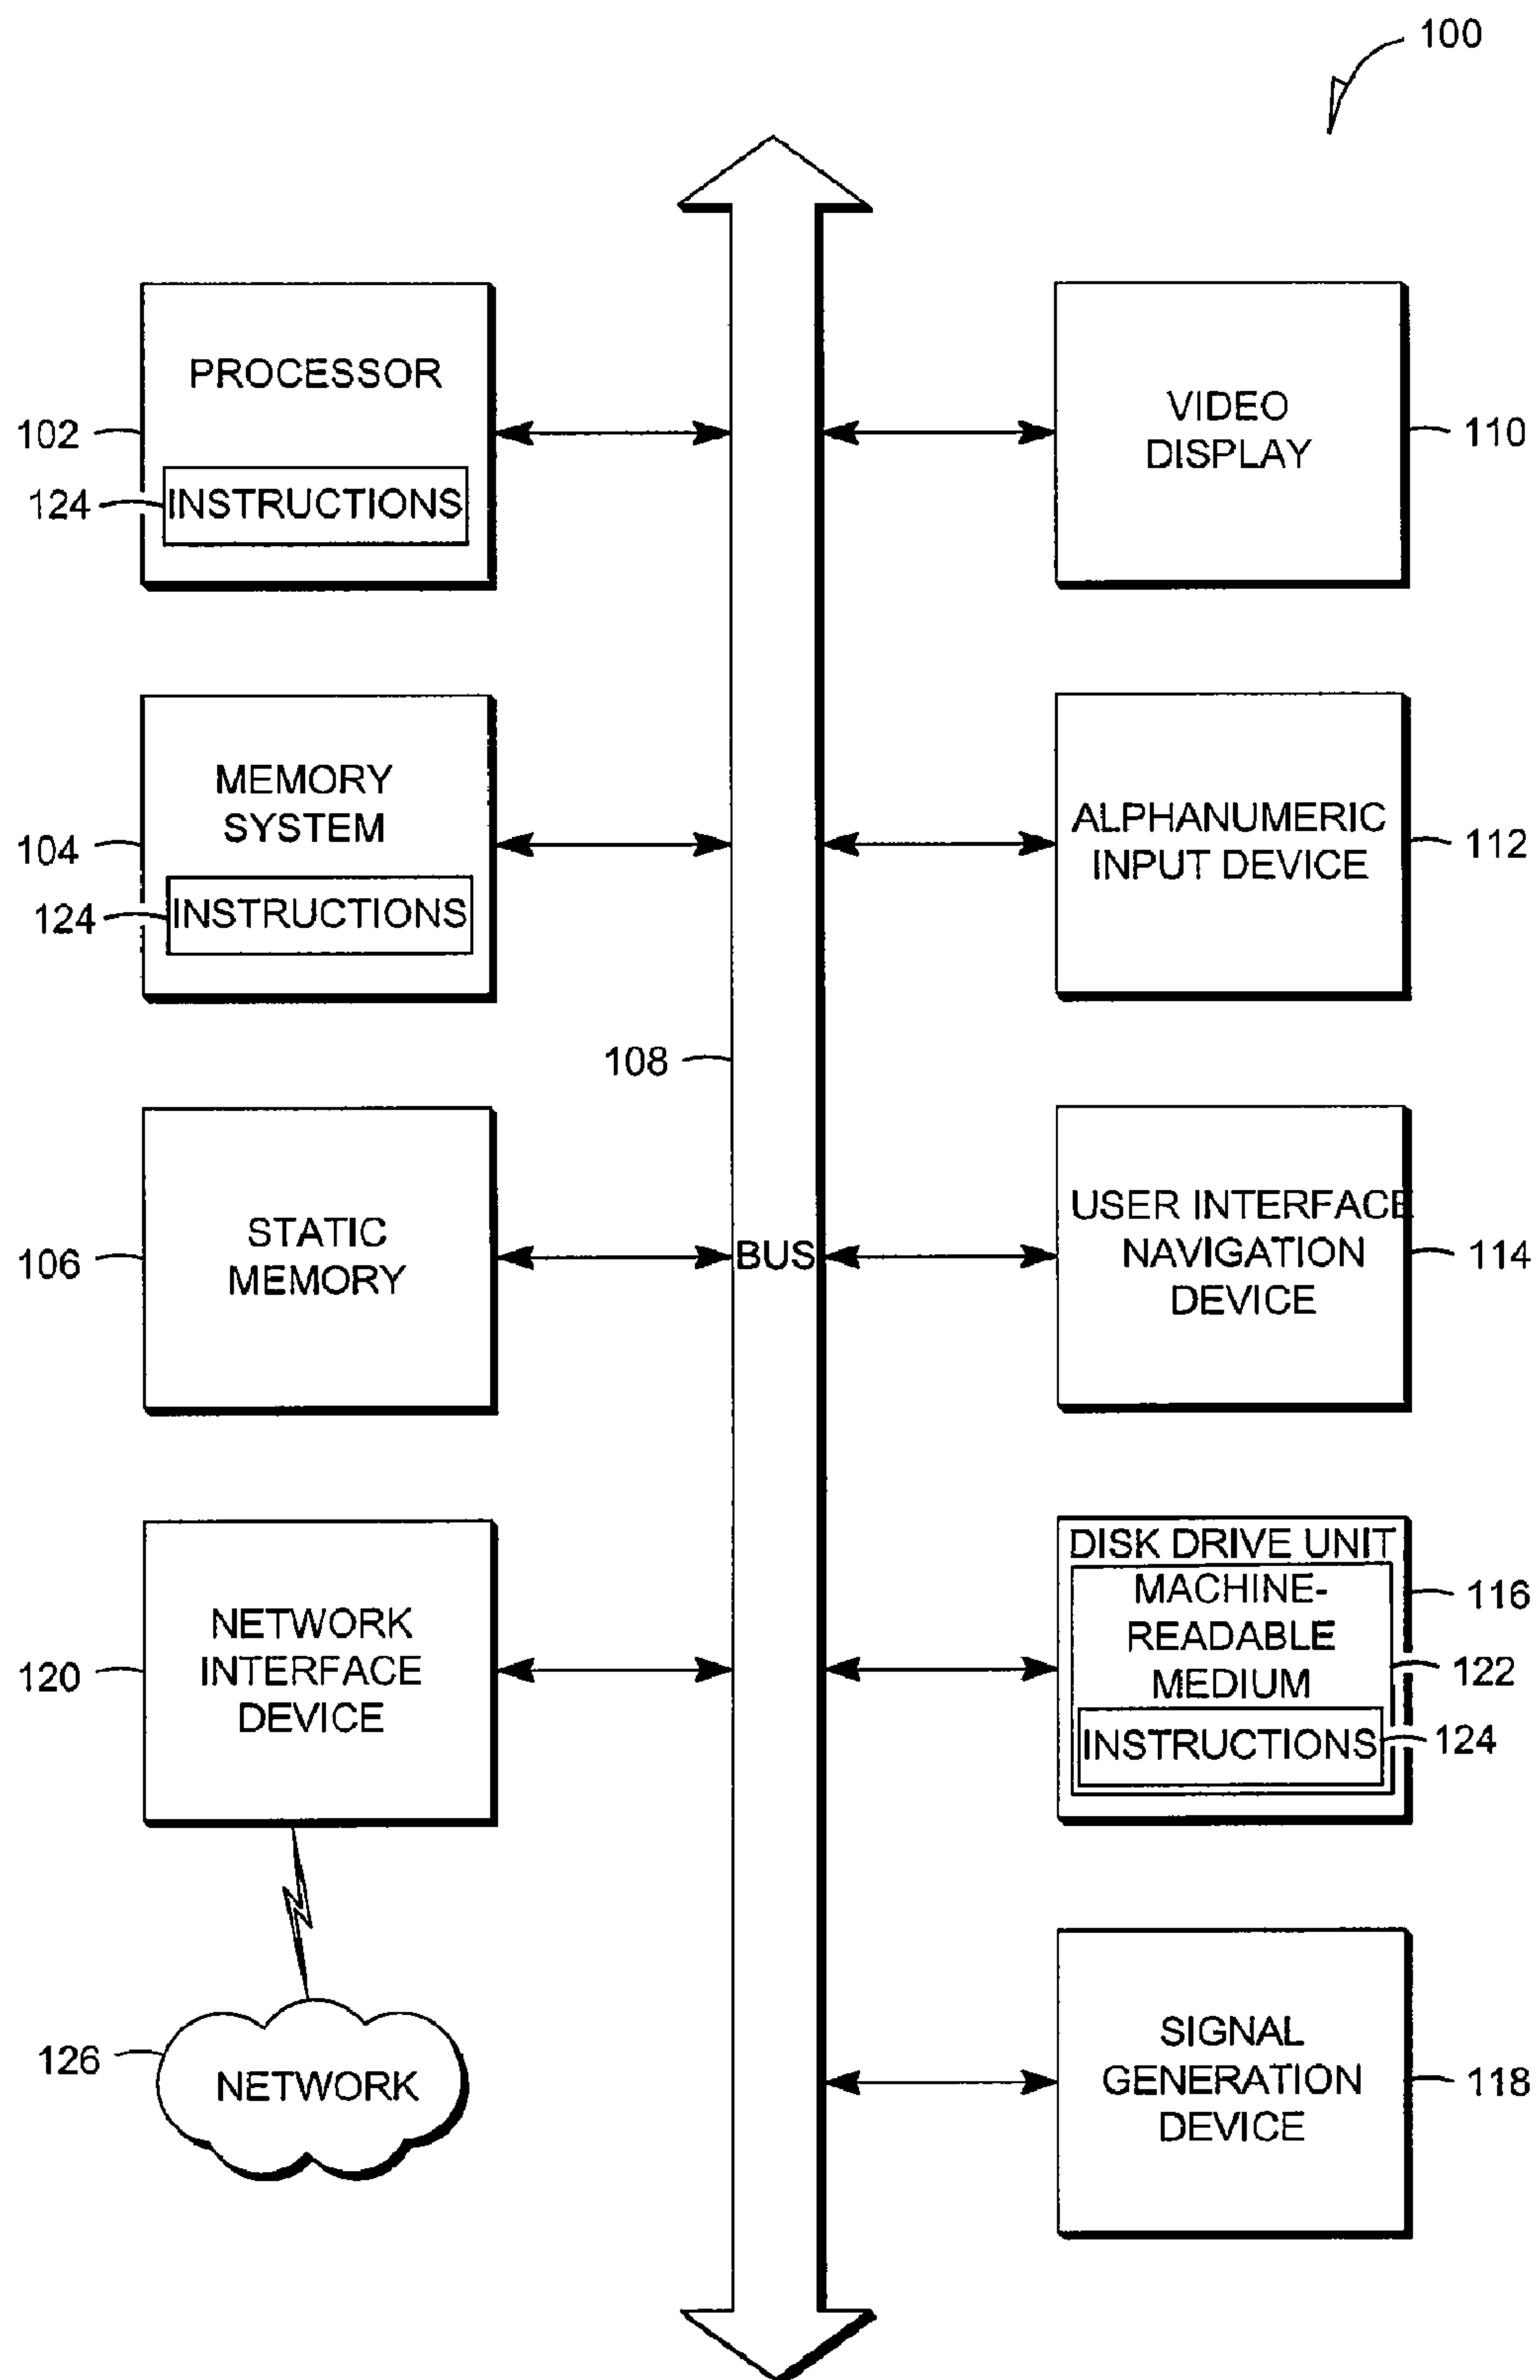 100
PROCESSOR
102
124
INSTRUCTIONS
VIDEO
DISPLAY
110
MEMORY
SYSTEM
104
124
INSTRUCTIONS
ALPHANUMERIC
INPUT DEVICE
112
108
STATIC
MEMORY
106
BUS
USER INTERFACE
NAVIGATION
DEVICE
114
NETWORK
INTERFACE
DEVICE
120
DISK DRIVE UNIT
MACHINE-
READABLE
MEDIUM
INSTRUCTIONS
116
122
124
126
NETWORK
SIGNAL
GENERATION
DEVICE
118